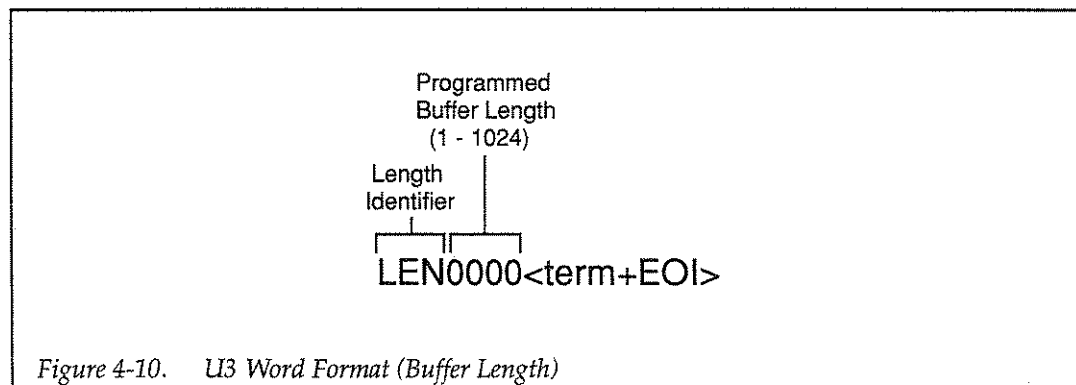 Programmed
Buffer Length
(1 - 1024)
Length
Identifier
LEN0000<term+EOI>
Figure 4-10. U3 Word Format (Buffer Length)